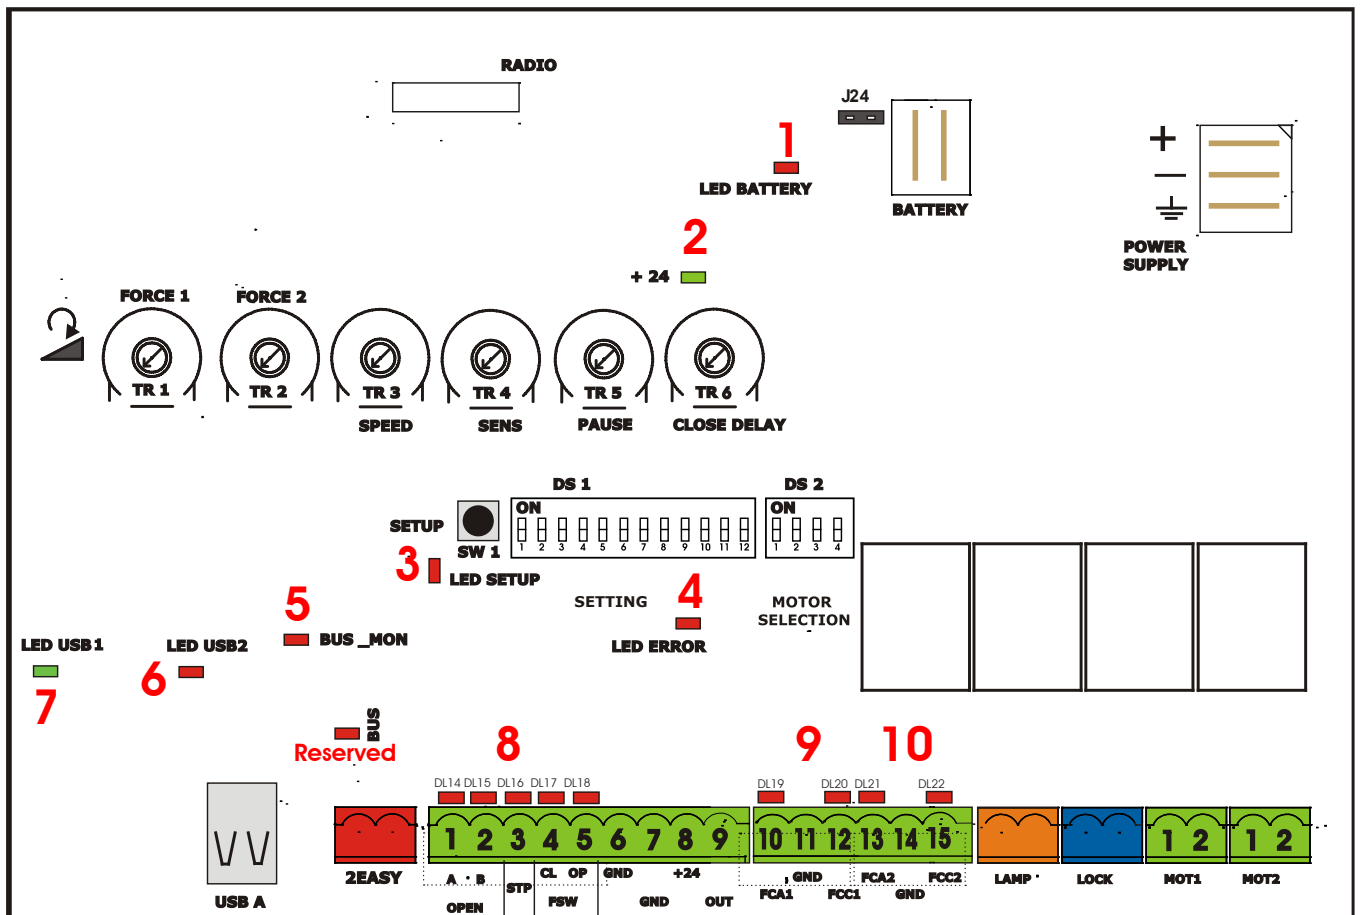 RADIO
J24
1
LED BATTERY
BATTERY
+
−
POWER
SUPPLY
2
+ 24
FORCE 1
FORCE 2
TR 1
TR 2
TR 3
TR 4
TR 5
TR 6
SPEED
SENS
PAUSE
CLOSE DELAY
DS 1
DS 2
ON
ON
SETUP
SW 1
1 2 3 4 5 6 7 8 9 10 11 12
1 2 3 4
3
LED SETUP
SETTING
4
LED ERROR
MOTOR
SELECTION
5
BUS _MON
LED USB1
LED USB2
6
7
BUS
Reserved
8
9
10
DL14 DL15 DL16 DL17 DL18
DL19 DL20 DL21 DL22
1 2 3 4 5 6 7 8 9
10 11 12 13 14 15
1 2
1 2
USB A
2EASY
A B
STP
CL OP
GND
+24
OPEN
FSW
GND
OUT
GND
FCA1
FCC1
FCA2
FCC2
GND
LAMP
LOCK
MOT1
MOT2